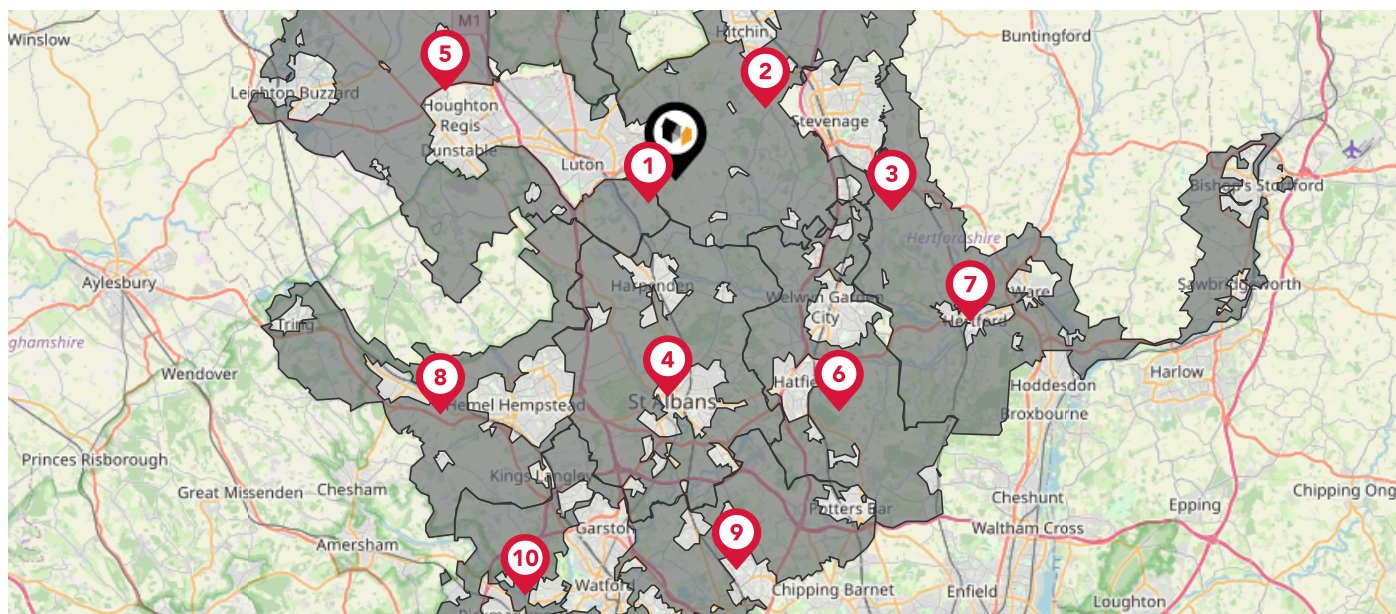 M1
Winslow
Hitchin
Buntingford
5
2
Leighton Buzzard
Houghton
Regis
Dunstable
Stevenage
Luton
1
3
Bishop's Stortford
Hertfordshire
Aylesbury
Harpenden
Welwyn Garden
City
7
Ware
Sawbridgeworth
Hertford
Tring
ghamshire
Wendover
8
4
6
Hatfie
Harlow
Hoddesdon
Hemel Hempstead
St Albans
Broxbourne
Princes Risborough
Kings Langley
Great Missenden
Chesham
Cheshunt
Epping
Chipping Ong
Potters Bar
Garston
Waltham Cross
Amersham
9
10
Watford
Chipping Barnet
Enfield
Loughton